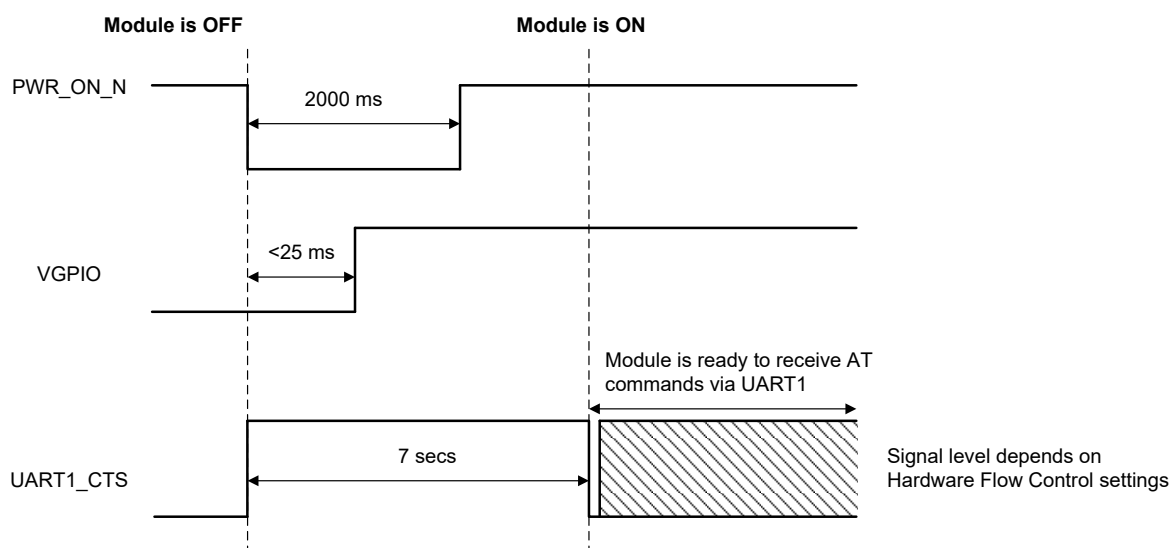 Module is OFF
Module is ON
PWR_ON_N
2000 ms
<25 ms
VGPIO
Module is ready to receive AT
commands via UART1
7 secs
UART1_CTS
Signal level depends on
Hardware Flow Control settings